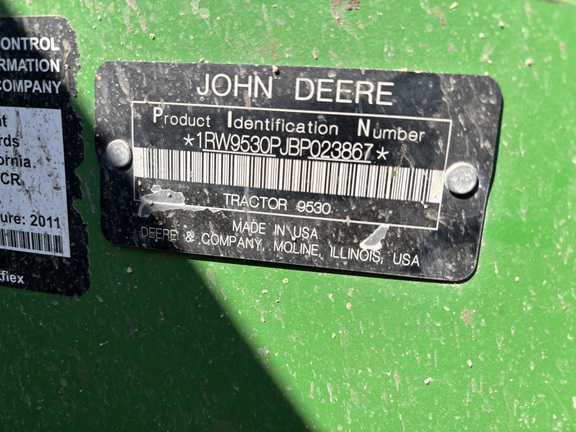 CONTROL
RMATION
COMPANY
rds
fornia.
CR
ure: 2011
flex
JOHN DEERE
Product Identification Number
*1RW9530PJBP023867*
TRACTOR 9530
MADE IN USA
DEERE & COMPANY, MOLINE, ILLINOIS, USA